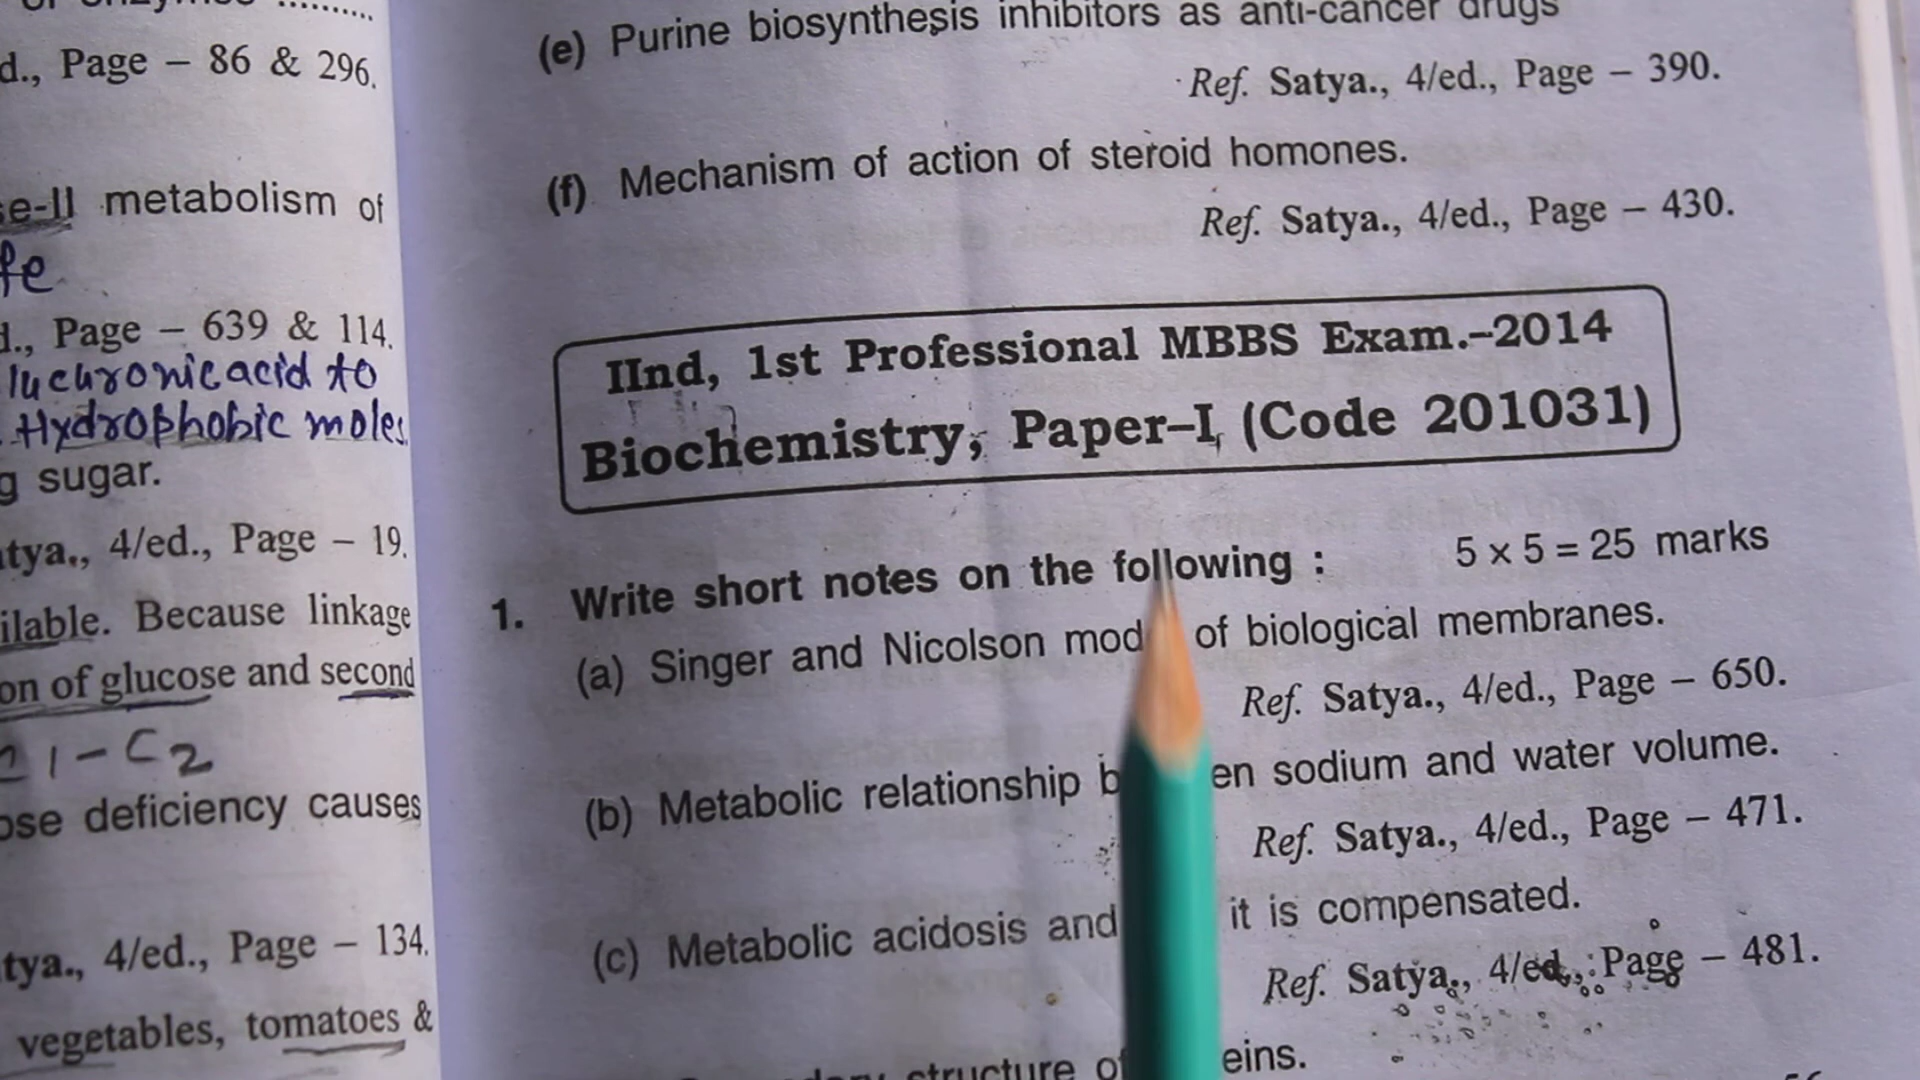 d., Page – 86 & 296.
se-II metabolism of
fe
d., Page – 639 & 114.
lucuronic acid to
Hydrophobic moles
g sugar.
tya., 4/ed., Page – 19.
ilable. Because linkage
on of glucose and second
C1-C2
ose deficiency causes
tya., 4/ed., Page – 134.
vegetables, tomatoes &
(e) Purine biosynthesis inhibitors as anti-cancer drugs
Ref. Satya., 4/ed., Page – 390.
(f) Mechanism of action of steroid homones.
Ref. Satya., 4/ed., Page – 430.
IInd, 1st Professional MBBS Exam.-2014
Biochemistry, Paper-I (Code 201031)
1. Write short notes on the following : 5 x 5 = 25 marks
(a) Singer and Nicolson mod of biological membranes.
Ref. Satya., 4/ed., Page – 650.
(b) Metabolic relationship b en sodium and water volume.
Ref. Satya., 4/ed., Page – 471.
(c) Metabolic acidosis and it is compensated.
Ref. Satya., 4/ed., Page – 481.
structure of eins.